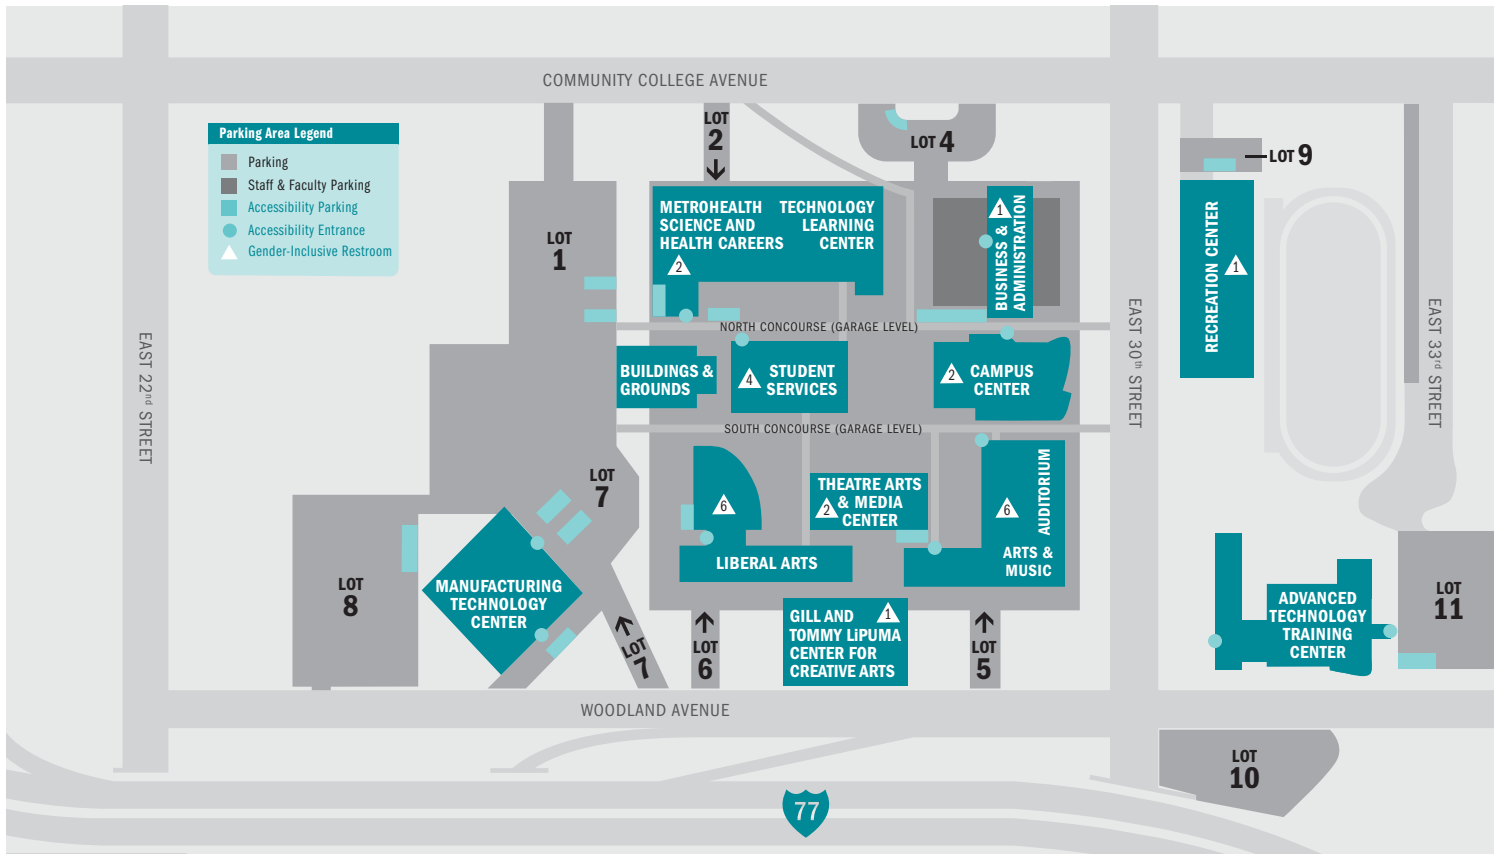 COMMUNITY COLLEGE AVENUE
Parking Area Legend
Parking
Staff & Faculty Parking
Accessibility Parking
Accessibility Entrance
Gender-Inclusive Restroom
LOT
2
LOT 4
LOT 9
LOT
1
METROHEALTH
SCIENCE AND
HEALTH CAREERS
2
TECHNOLOGY
LEARNING
CENTER
1
BUSINESS &
ADMINISTRATION
RECREATION CENTER
1
EAST 22nd STREET
EAST 30th STREET
EAST 33rd STREET
NORTH CONCOURSE (GARAGE LEVEL)
BUILDINGS &
GROUNDS
4
STUDENT
SERVICES
2
CAMPUS
CENTER
SOUTH CONCOURSE (GARAGE LEVEL)
LOT
7
6
LIBERAL ARTS
THEATRE ARTS
& MEDIA
CENTER
2
6
AUDITORIUM
ARTS &
MUSIC
LOT
8
MANUFACTURING
TECHNOLOGY
CENTER
LOT
7
LOT
6
GILL AND
TOMMY LiPUMA
CENTER FOR
CREATIVE ARTS
1
LOT
5
ADVANCED
TECHNOLOGY
TRAINING
CENTER
LOT
11
WOODLAND AVENUE
LOT
10
77